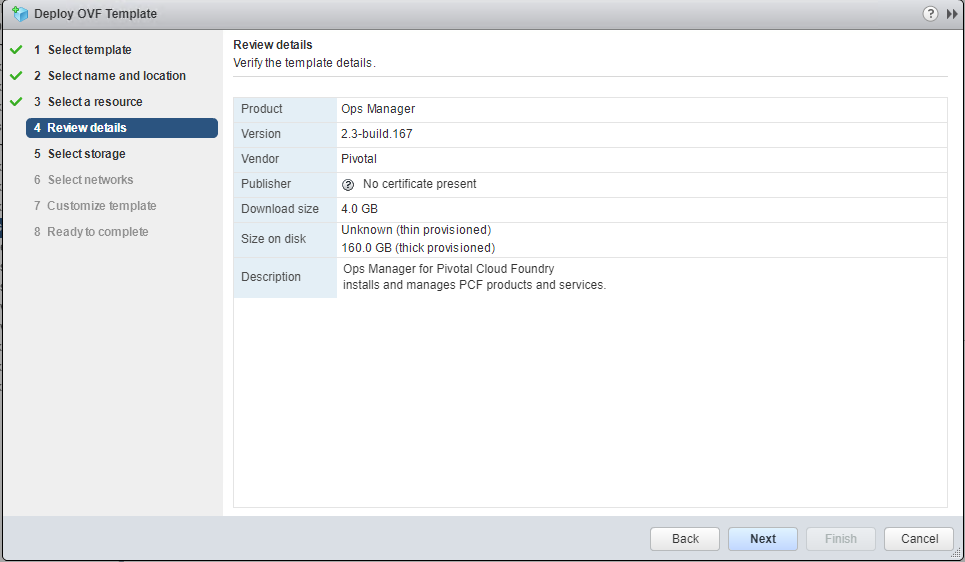 Deploy OVF Template
1 Select template
2 Select name and location
3 Select a resource
4 Review details
5 Select storage
6 Select networks
7 Customize template
8 Ready to complete
Review details
Verify the template details.
Product Ops Manager
Version 2.3-build.167
Vendor Pivotal
Publisher ? No certificate present
Download size 4.0 GB
Size on disk Unknown (thin provisioned)
160.0 GB (thick provisioned)
Description Ops Manager for Pivotal Cloud Foundry
installs and manages PCF products and services.
Back Next Finish Cancel